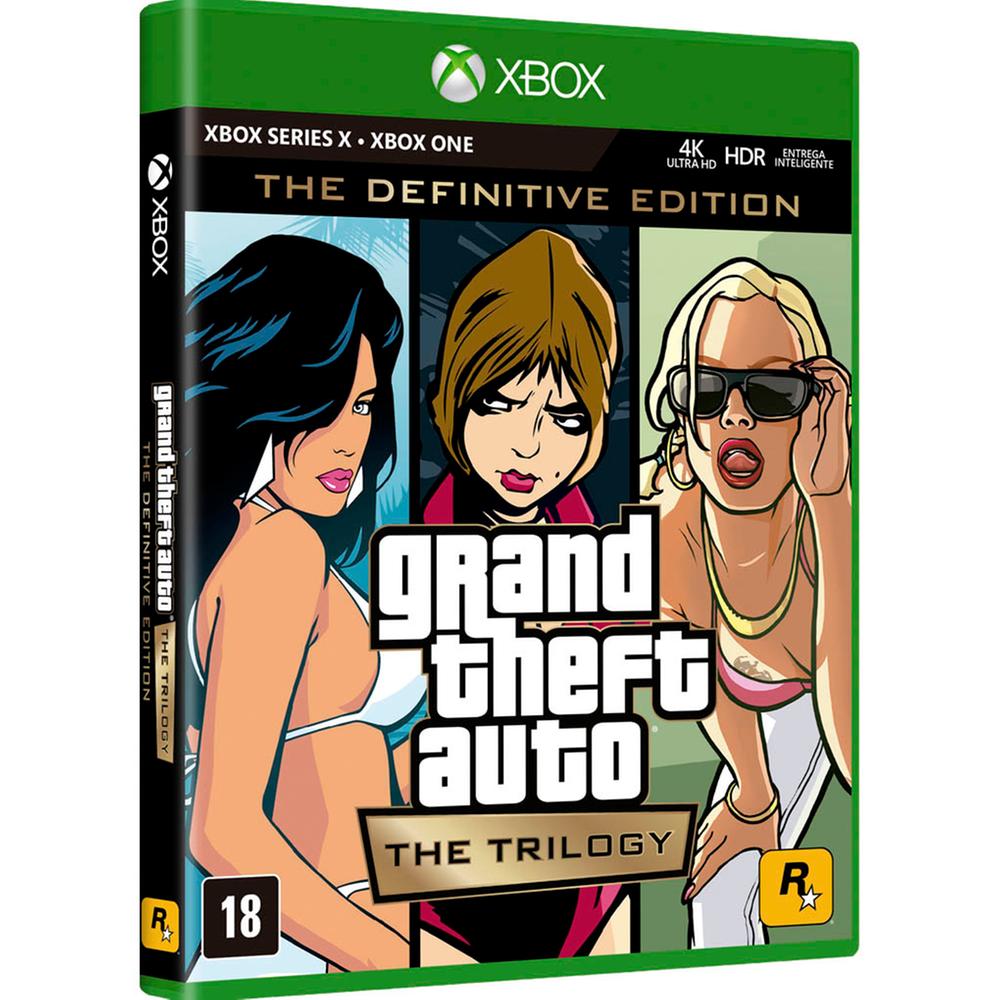 XBOX
XBOX SERIES X • XBOX ONE
4K
ULTRA HD
HDR
ENTREGA
INTELIGENTE
THE DEFINITIVE EDITION
grand
theft
auto
THE TRILOGY
18
R
XBOX
grand theft auto
THE TRILOGY
THE DEFINITIVE EDITION
R